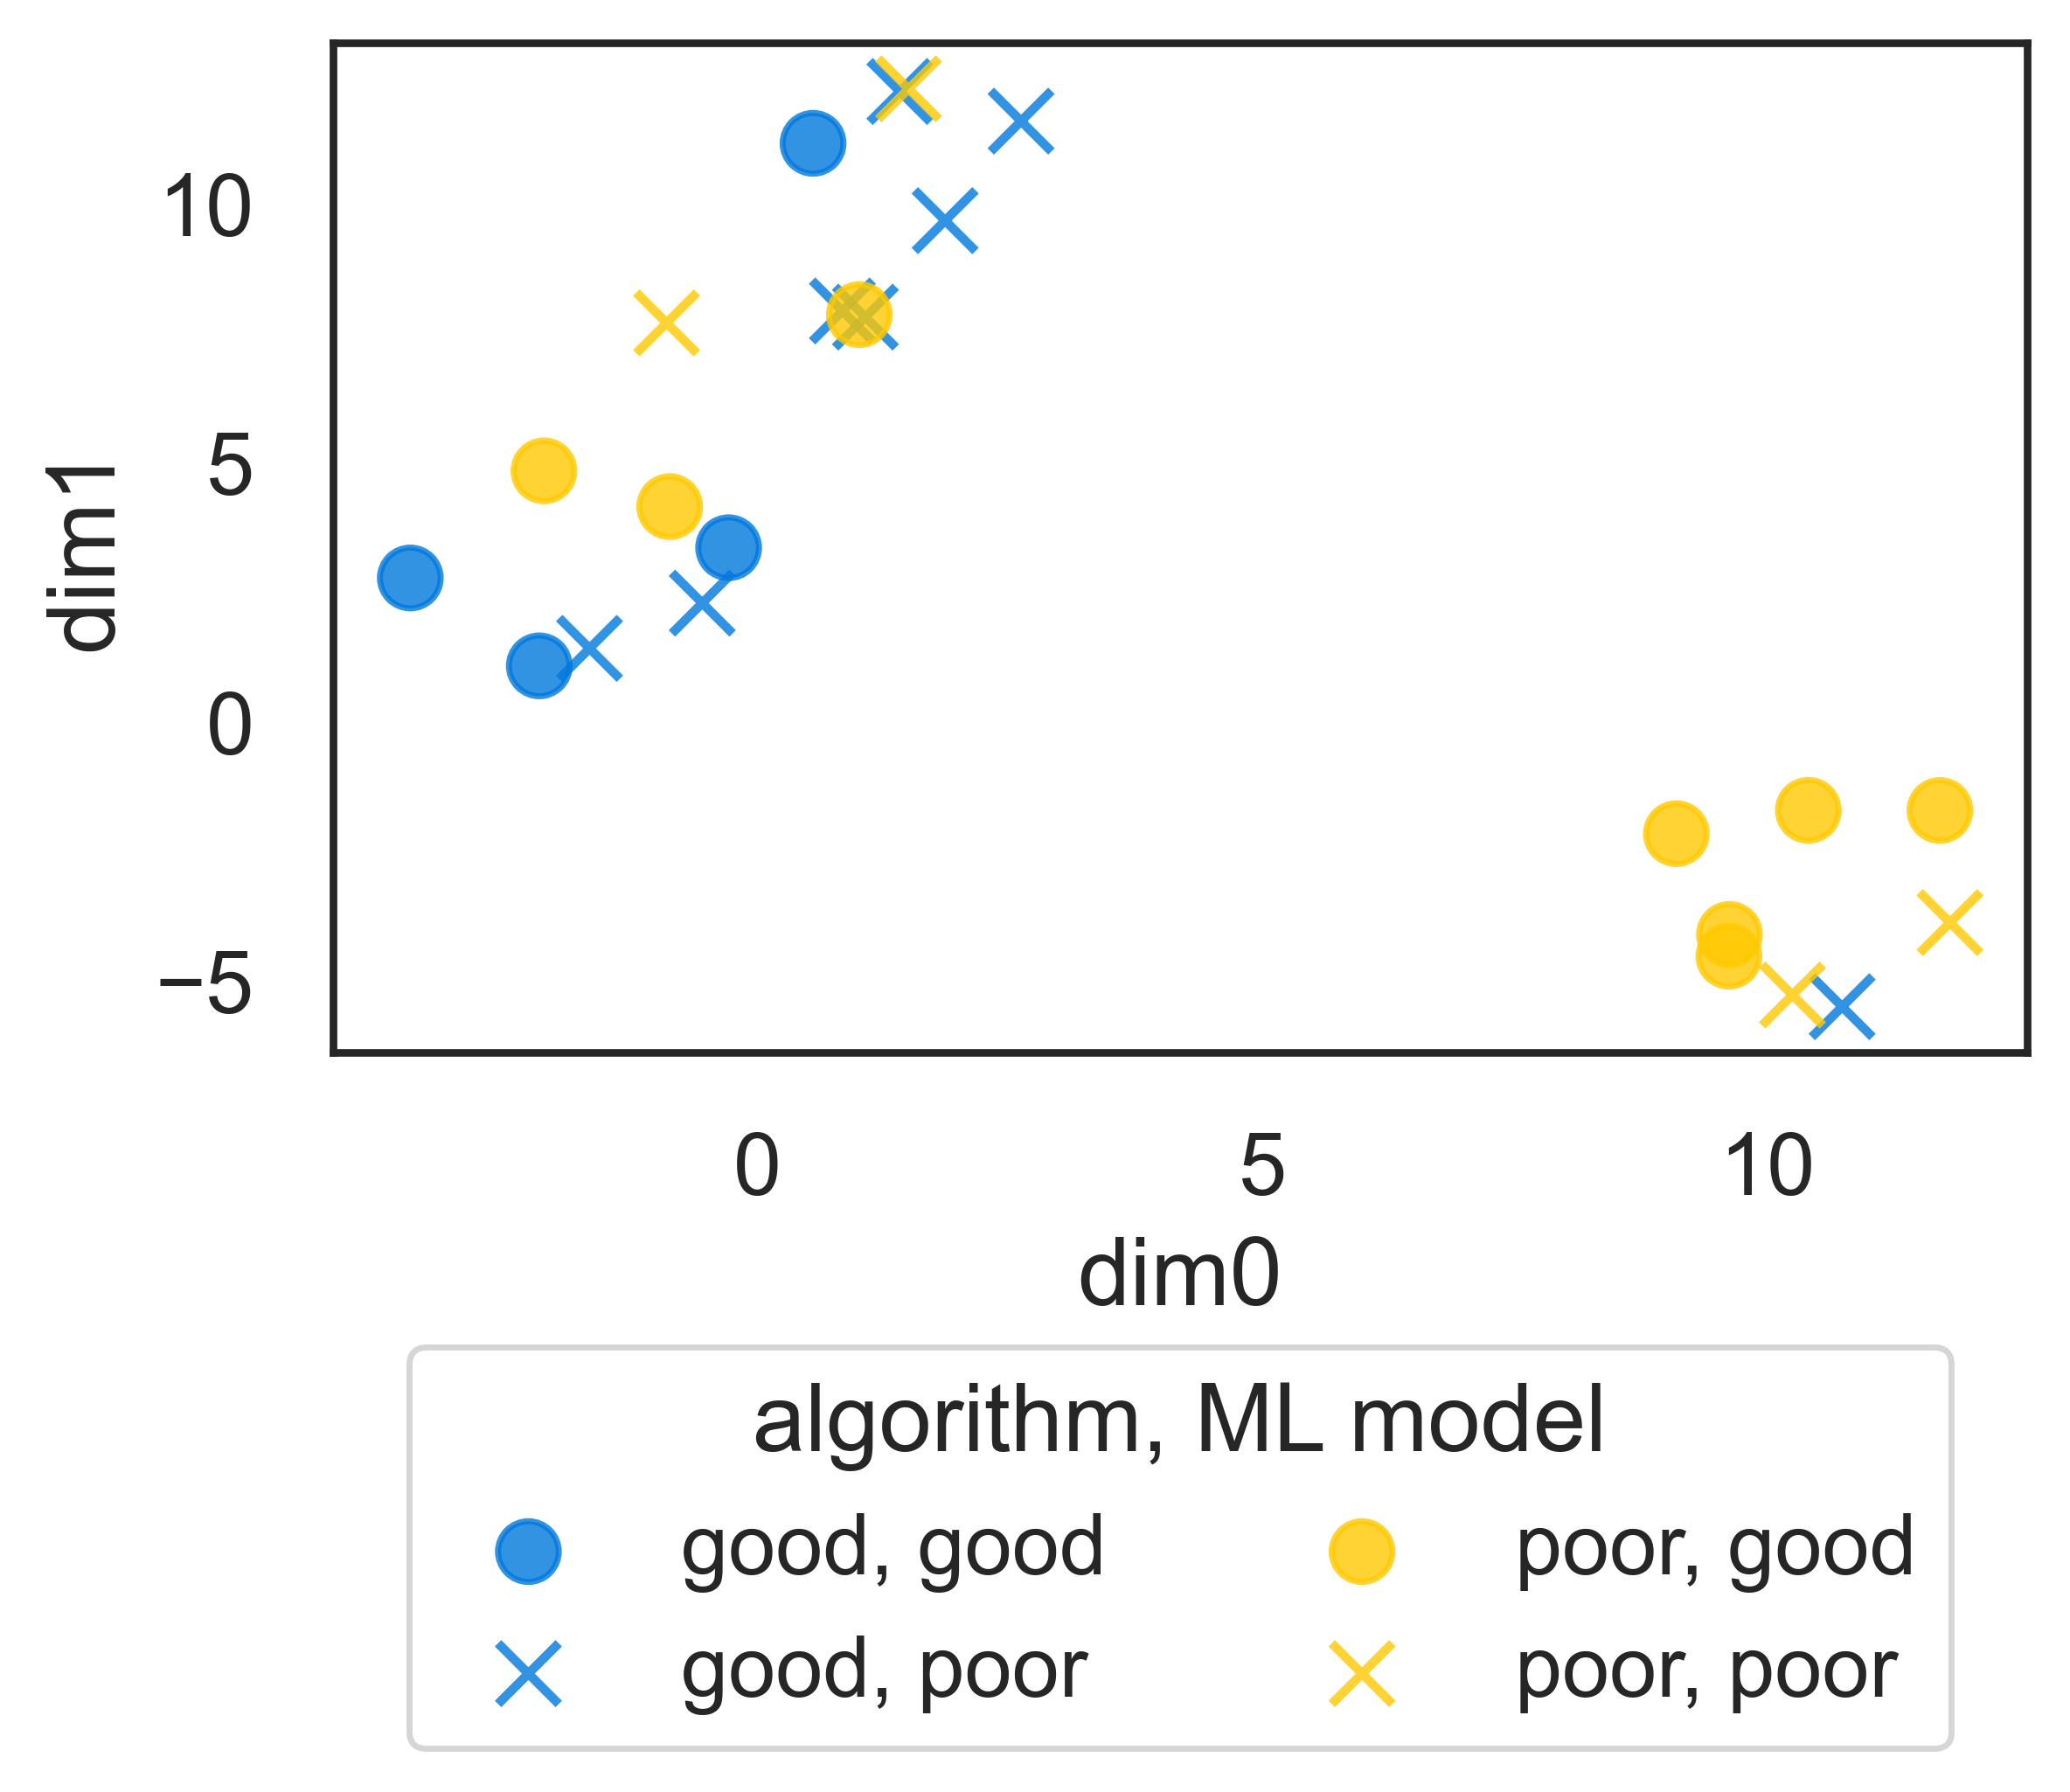 10
5
0
−5
dim1
0 5 10
dim0
algorithm, ML model
good, good poor, good
good, poor poor, poor